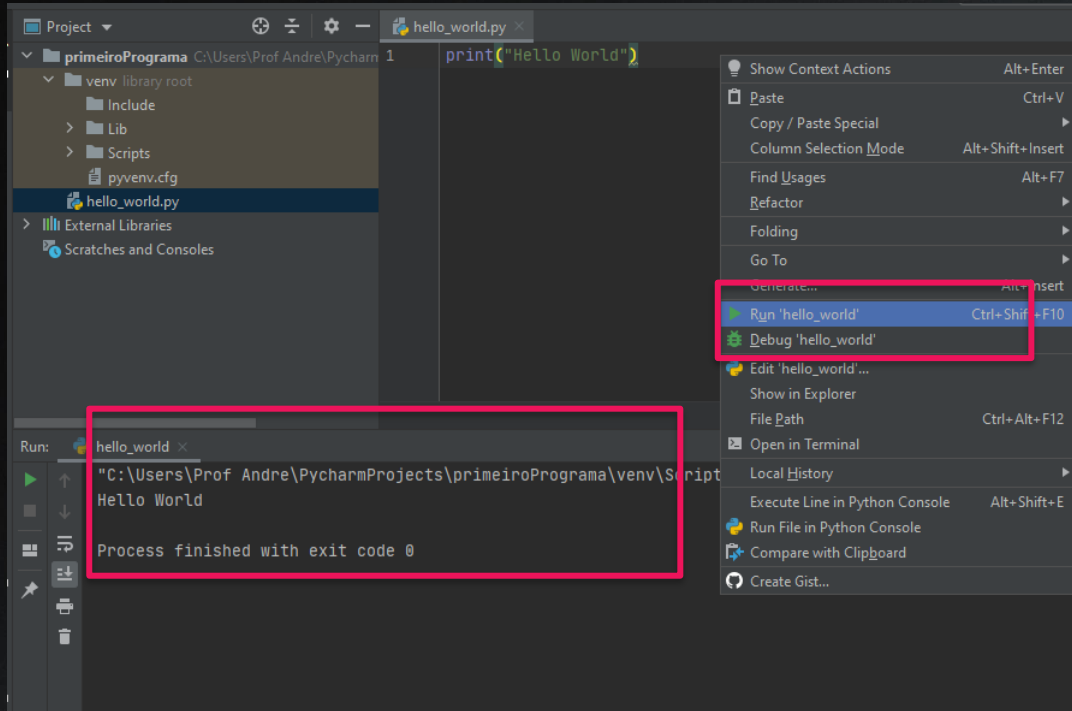 Project
hello_world.py
primeiroPrograma C:\Users\Prof Andre\Pycharm
venv library root
Include
Lib
Scripts
pyvenv.cfg
hello_world.py
External Libraries
Scratches and Consoles
1 print("Hello World")
Show Context Actions Alt+Enter
Paste Ctrl+V
Copy / Paste Special
Column Selection Mode Alt+Shift+Insert
Find Usages Alt+F7
Refactor
Folding
Go To
Generate... Alt+Insert
Run 'hello_world' Ctrl+Shift+F10
Debug 'hello_world'
Edit 'hello_world'...
Show in Explorer
File Path Ctrl+Alt+F12
Open in Terminal
Local History
Execute Line in Python Console Alt+Shift+E
Run File in Python Console
Compare with Clipboard
Create Gist...
Run: hello_world
"C:\Users\Prof Andre\PycharmProjects\primeiroPrograma\venv\Script
Hello World
Process finished with exit code 0